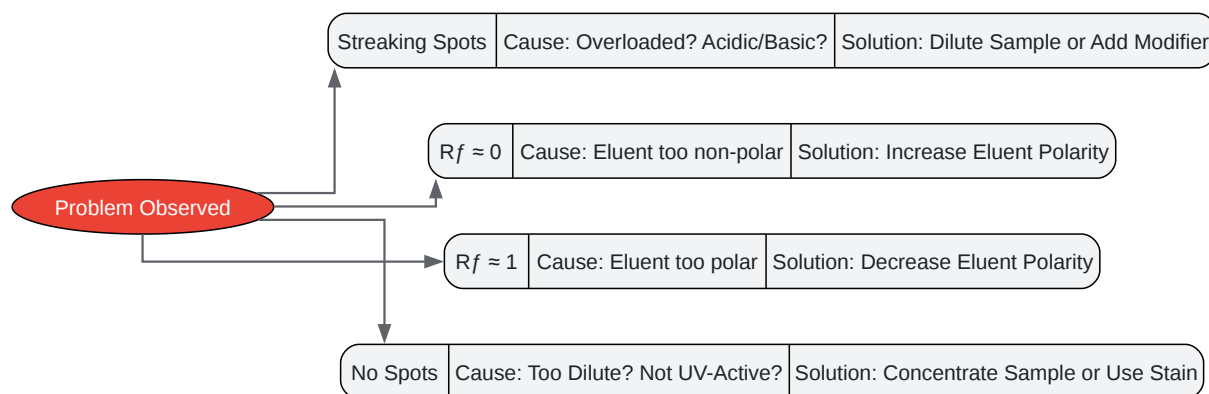 Streaking Spots
Cause: Overloaded? Acidic/Basic?
Solution: Dilute Sample or Add Modifier
Rƒ ≈ 0
Cause: Eluent too non-polar
Solution: Increase Eluent Polarity
Problem Observed
Rƒ ≈ 1
Cause: Eluent too polar
Solution: Decrease Eluent Polarity
No Spots
Cause: Too Dilute? Not UV-Active?
Solution: Concentrate Sample or Use Stain